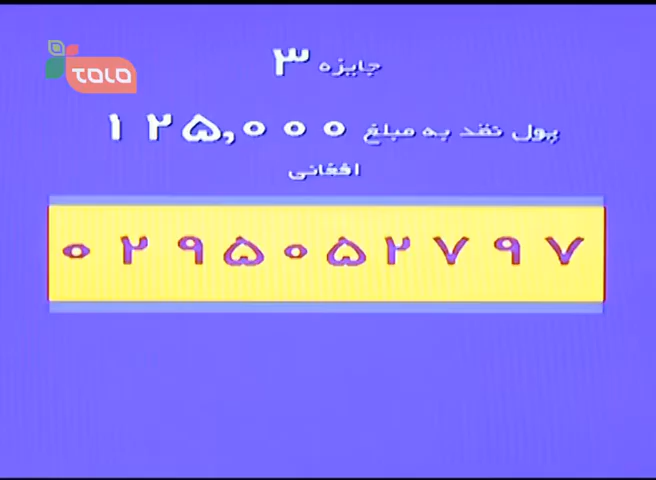 TOLO
جایزه ۳
پول نقد به مبلغ ۱۲۵,۰۰۰
افغانی
۰۲۹۵۰۵۲۷۹۷